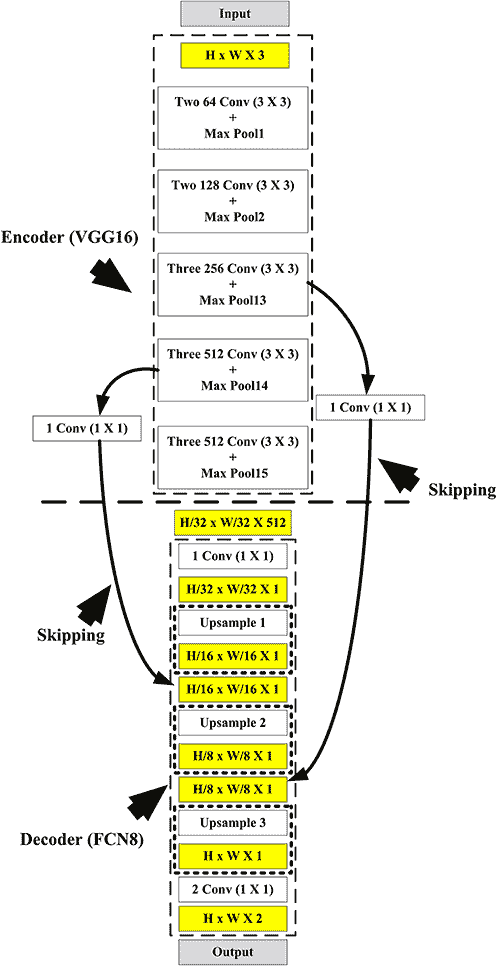 Input
H x W X 3
Two 64 Conv (3 X 3)
+
Max Pool1
Two 128 Conv (3 X 3)
+
Max Pool2
Encoder (VGG16)
Three 256 Conv (3 X 3)
+
Max Pool13
Three 512 Conv (3 X 3)
+
Max Pool14
1 Conv (1 X 1)
1 Conv (1 X 1)
Three 512 Conv (3 X 3)
+
Max Pool15
Skipping
H/32 x W/32 X 512
1 Conv (1 X 1)
H/32 x W/32 X 1
Upsample 1
Skipping
H/16 x W/16 X 1
H/16 x W/16 X 1
Upsample 2
H/8 x W/8 X 1
H/8 x W/8 X 1
Decoder (FCN8)
Upsample 3
H x W X 1
2 Conv (1 X 1)
H x W X 2
Output